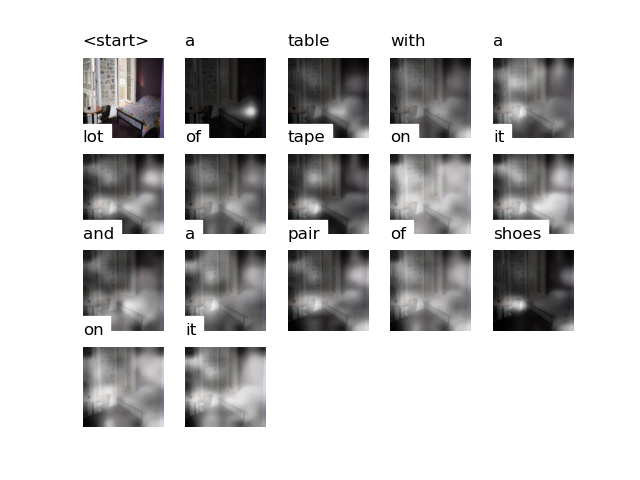 <start> a table with a
lot of tape on it
and a pair of shoes
on it